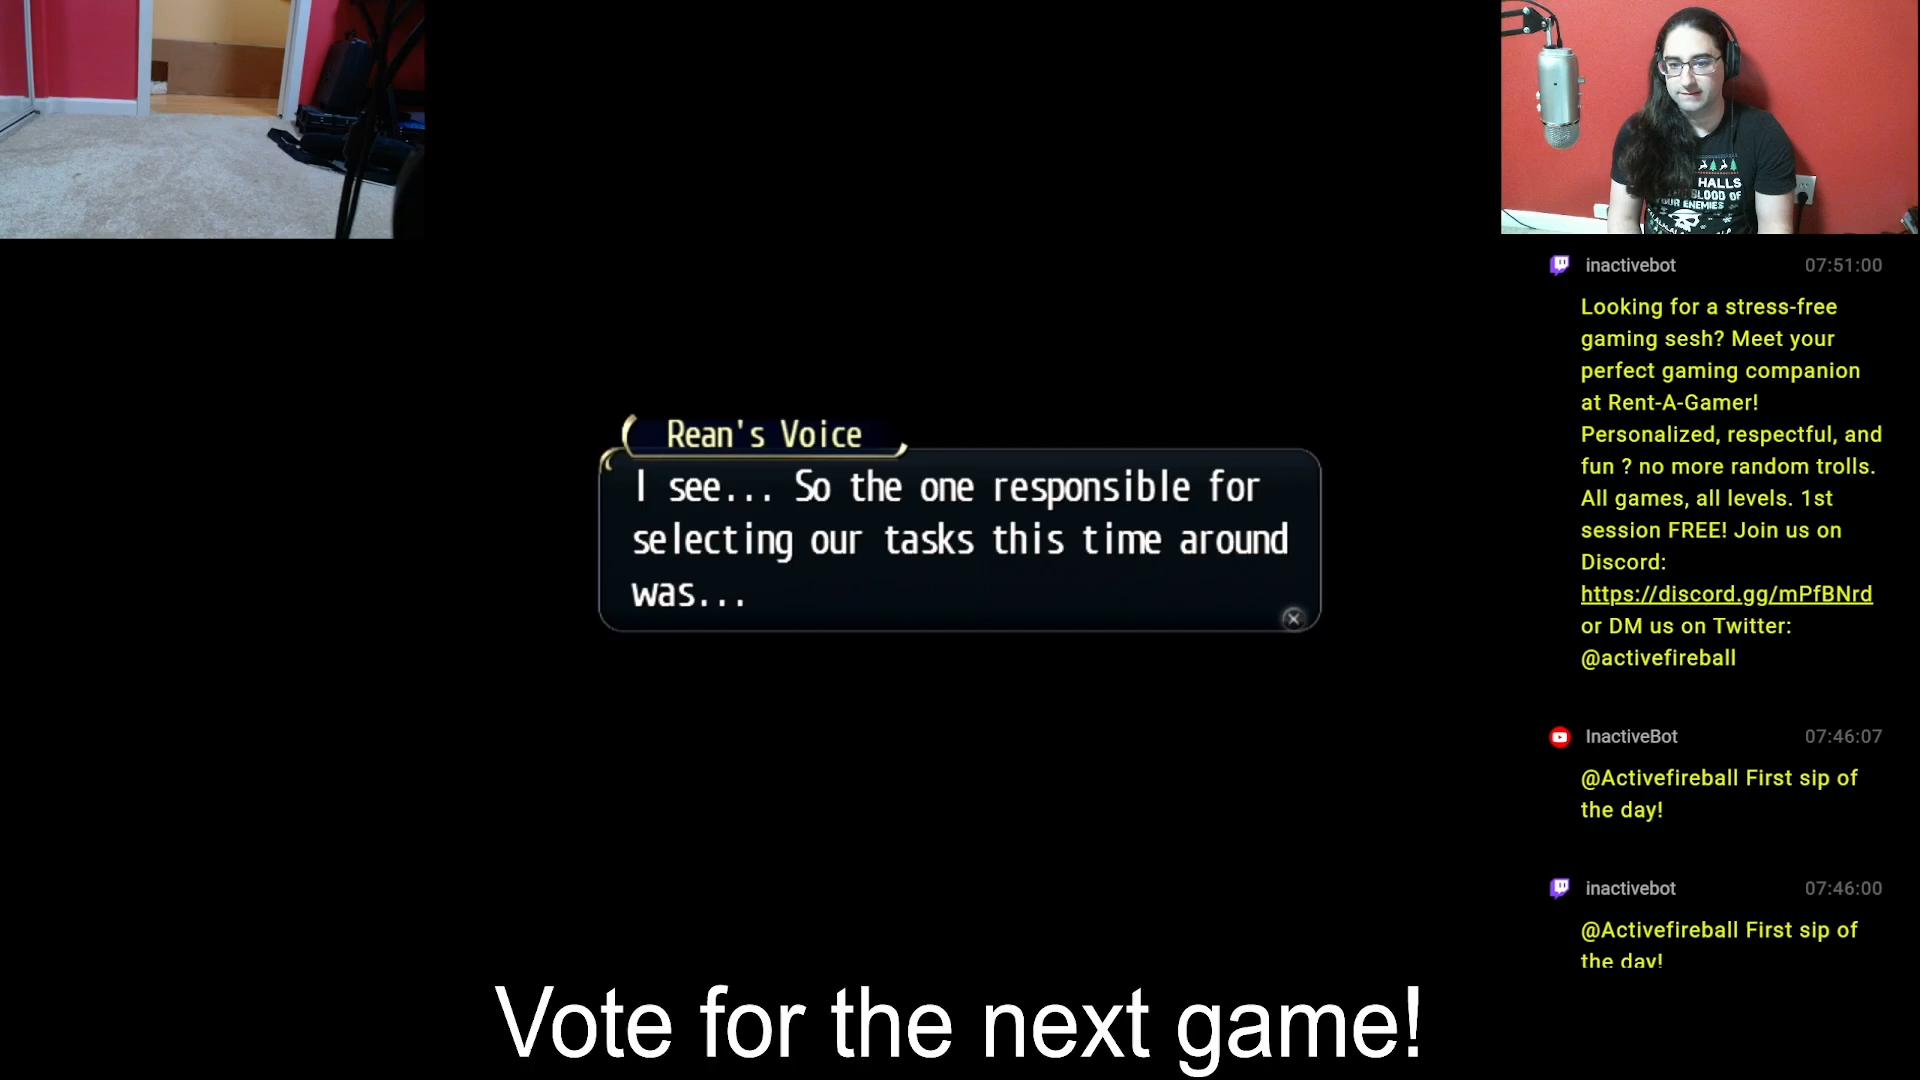 HALLS
BLOOD OF
YOUR ENEMIES
inactivebot 07:51:00
Looking for a stress-free
gaming sesh? Meet your
perfect gaming companion
at Rent-A-Gamer!
Personalized, respectful, and
fun ? no more random trolls.
All games, all levels. 1st
session FREE! Join us on
Discord:
https://discord.gg/mPfBNrd
or DM us on Twitter:
@activefireball
Rean's Voice
I see... So the one responsible for
selecting our tasks this time around
was...
InactiveBot 07:46:07
@Activefireball First sip of
the day!
inactivebot 07:46:00
@Activefireball First sip of
the day!
Vote for the next game!